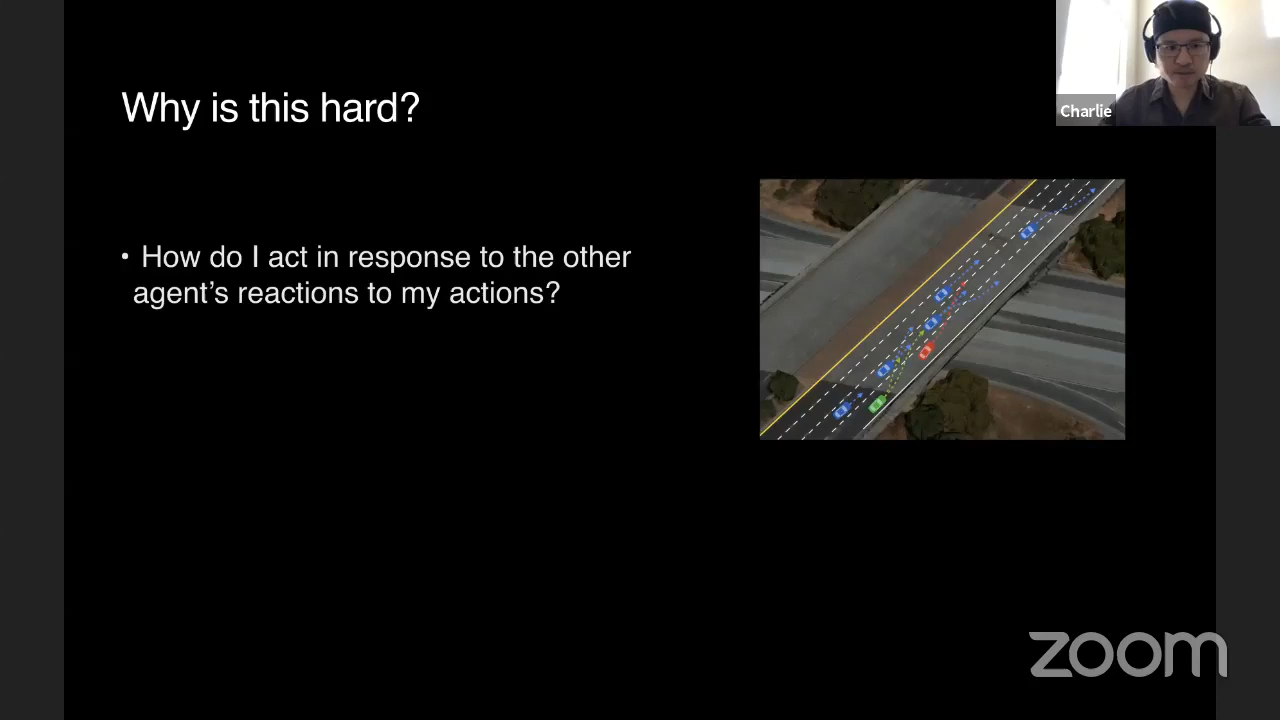 Why is this hard?
Charlie
• How do I act in response to the other
agent’s reactions to my actions?
zoom